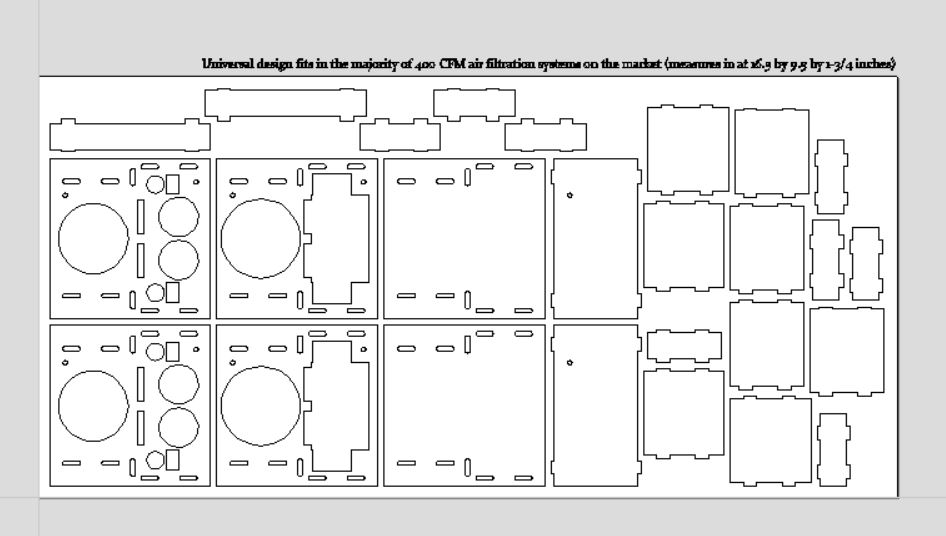 Universal design fits in the majority of 400 CFM air filtration systems on the market (measures in at 16.5 by 9.5 by 1-3/4 inches)